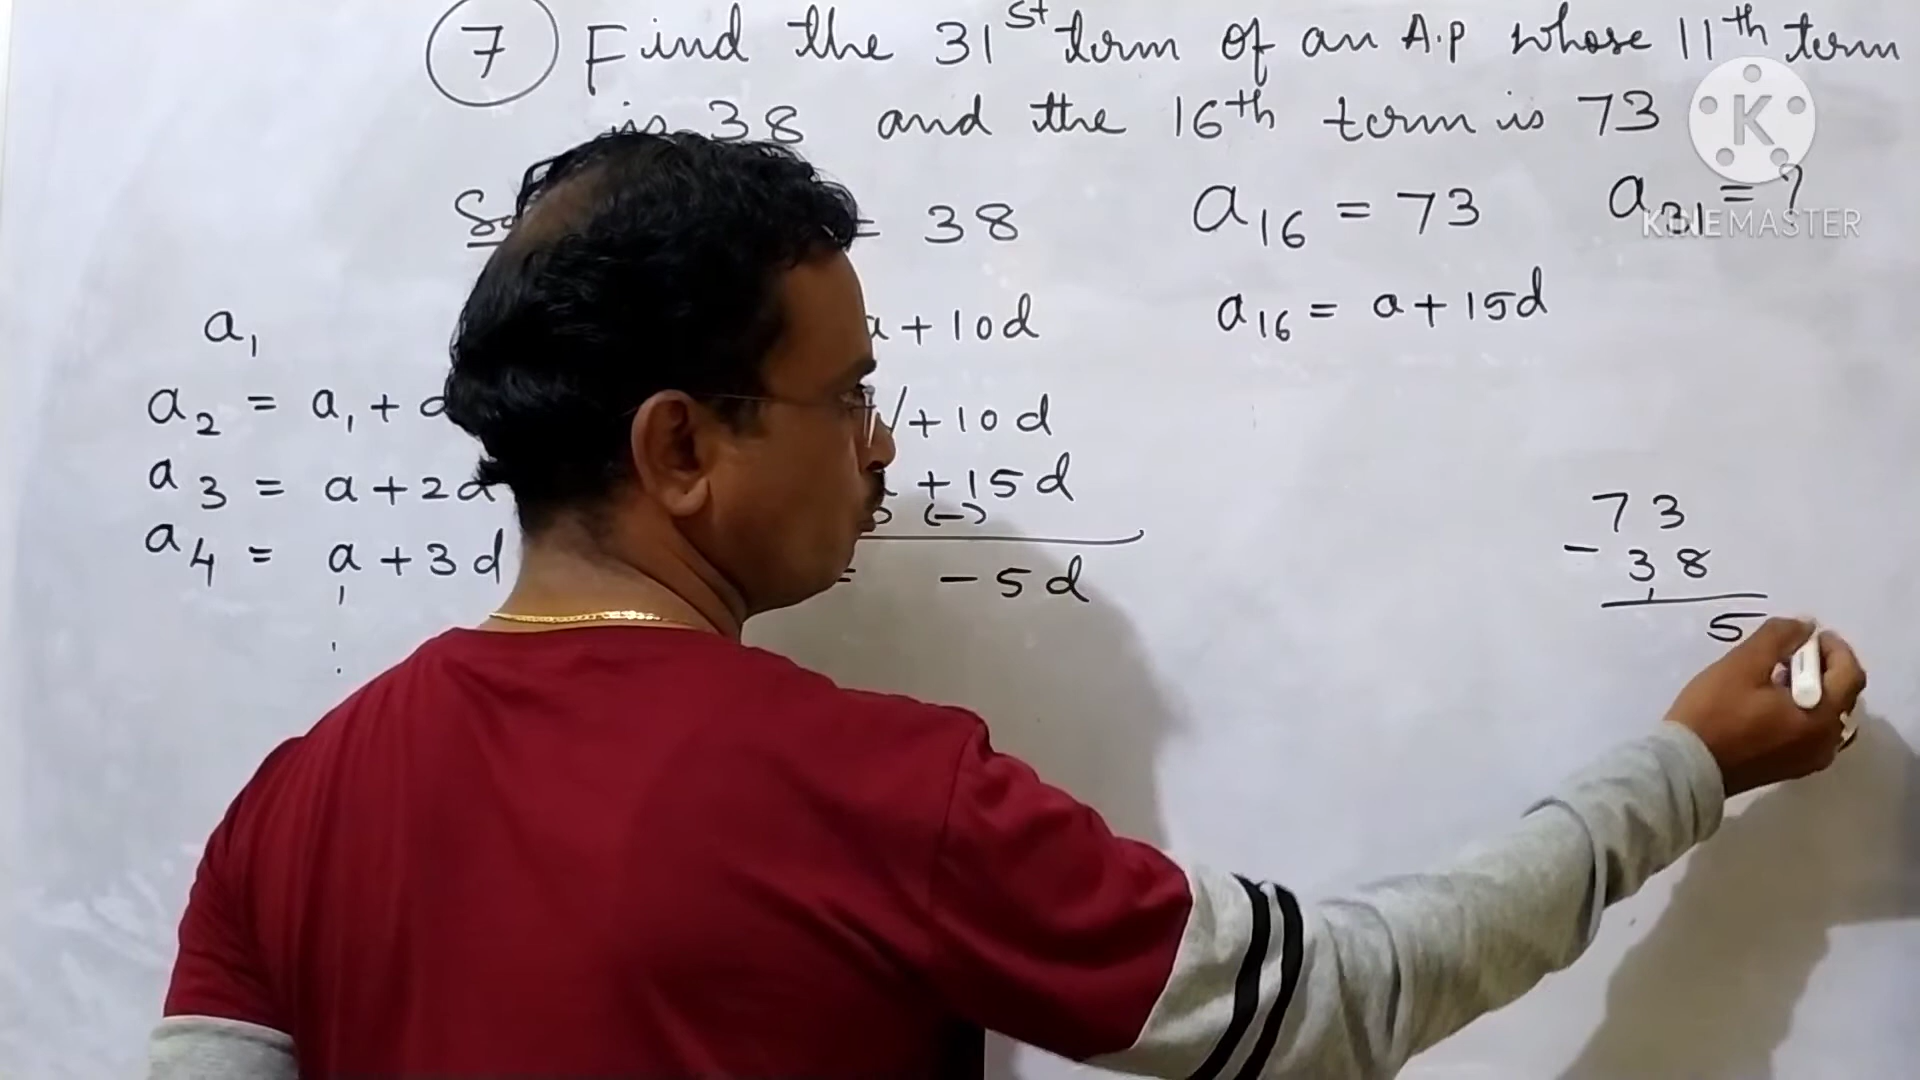 7 Find the 31st term of an A.P whose 11th term
is 38 and the 16th term is 73
= 38 a16 = 73 a31 = ?
KINEMASTER
a1 a + 10d a16 = a + 15d
a2 = a1 + d + 10d
a3 = a + 2d + 15d
(-)
a4 = a + 3d = -5d
73
- 38
5